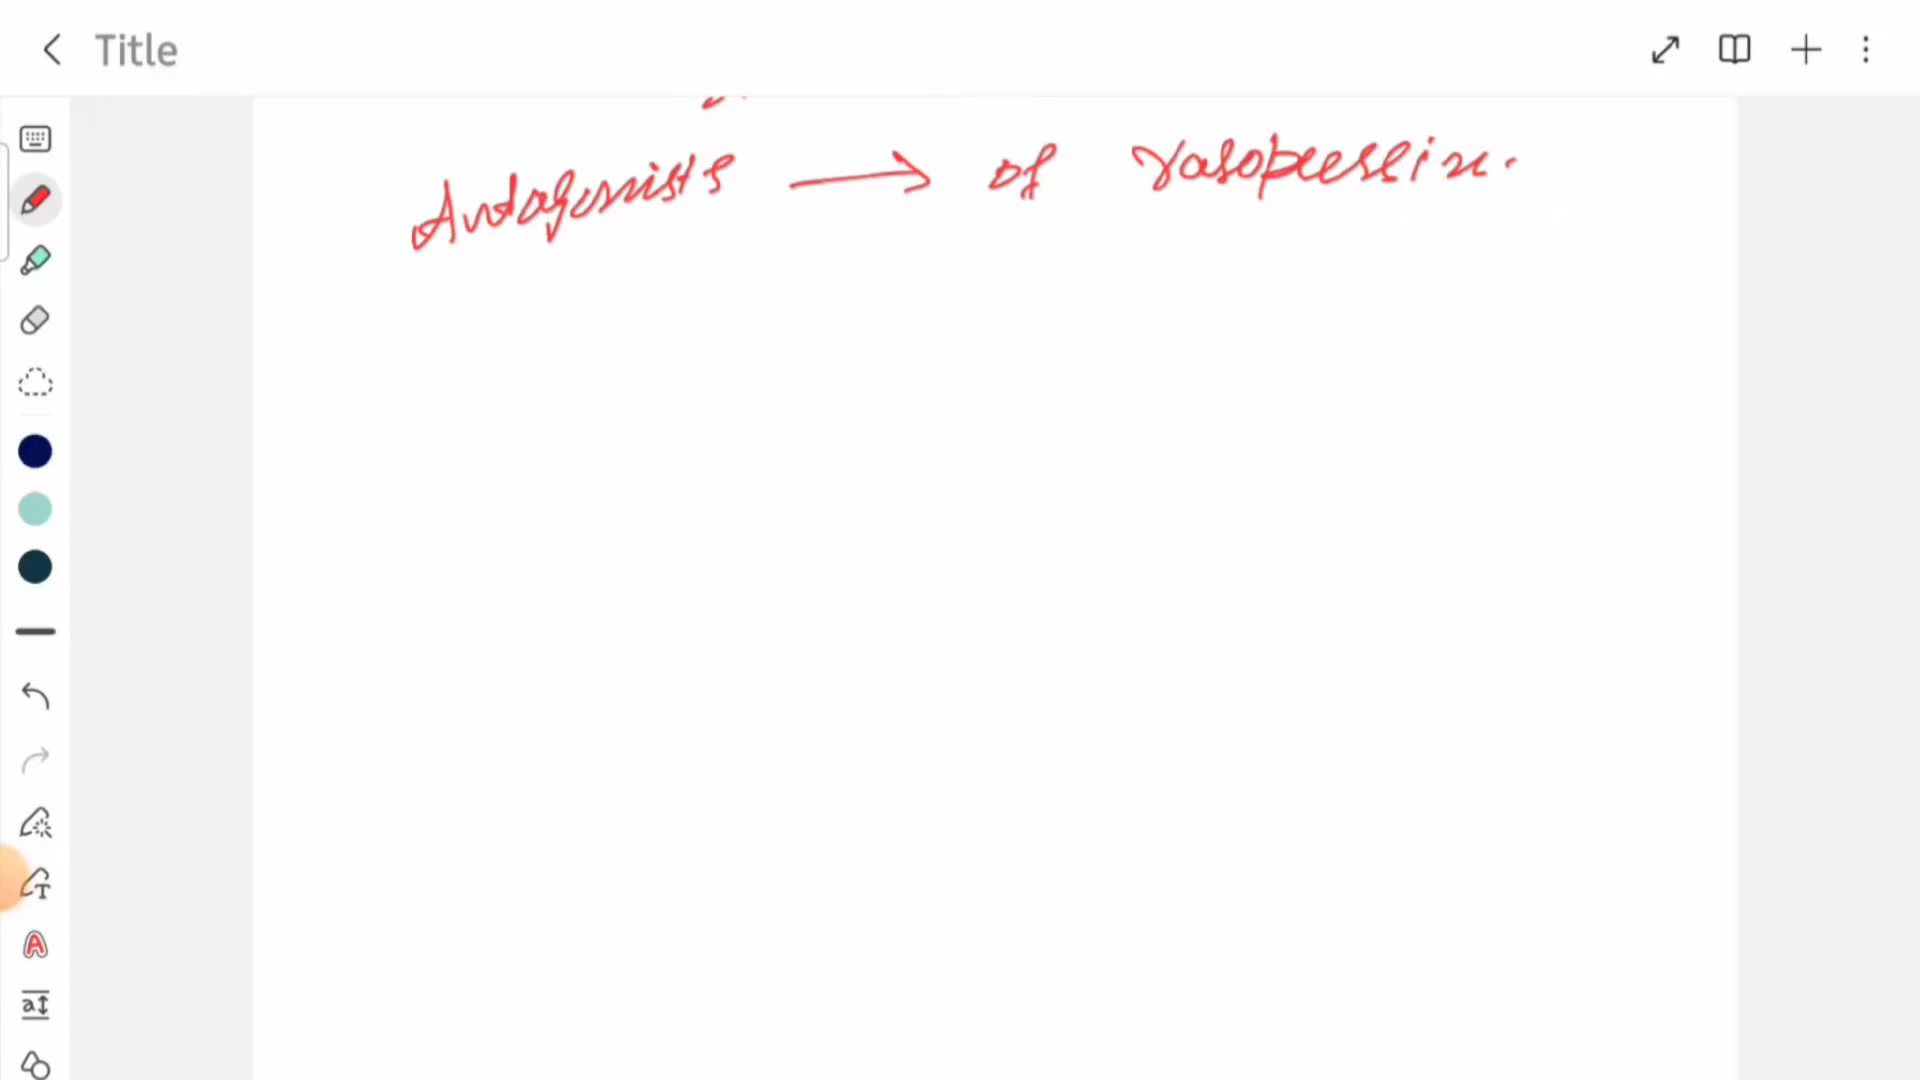 Title
Antagonists → of vasopressin.